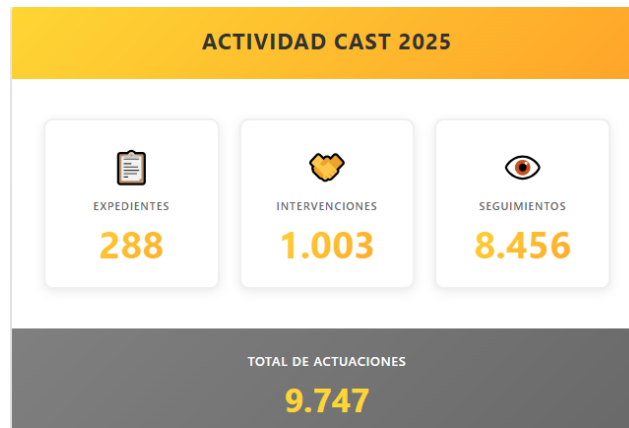 ACTIVIDAD CAST 2025
EXPEDIENTES
288
INTERVENCIONES
1.003
SEGUIMIENTOS
8.456
TOTAL DE ACTUACIONES
9.747